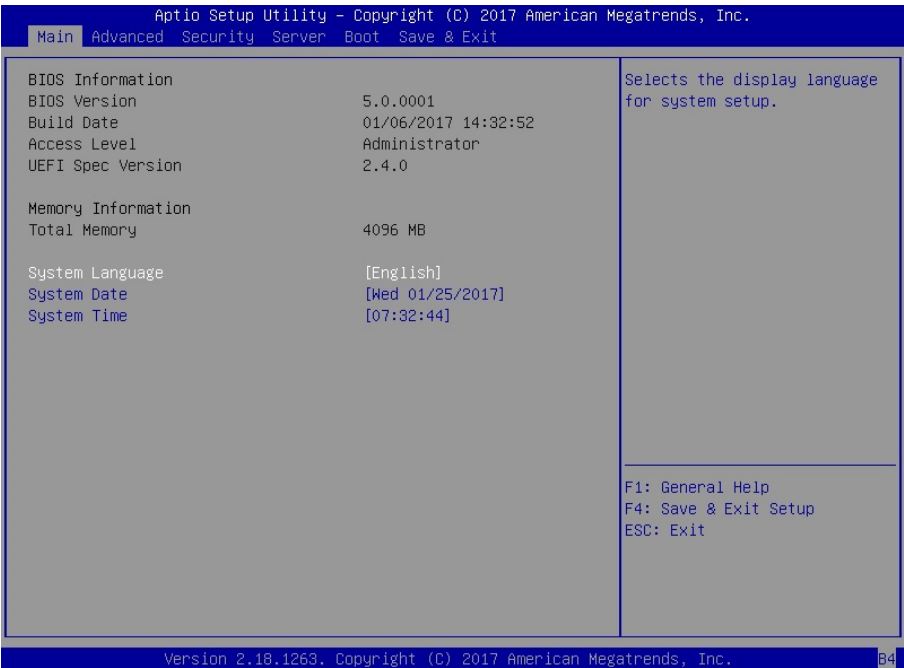 Aptio Setup Utility – Copyright (C) 2017 American Megatrends, Inc.
Main Advanced Security Server Boot Save & Exit
BIOS Information
BIOS Version 5.0.0001
Build Date 01/06/2017 14:32:52
Access Level Administrator
UEFI Spec Version 2.4.0
Memory Information
Total Memory 4096 MB
System Language [English]
System Date [Wed 01/25/2017]
System Time [07:32:44]
Selects the display language
for system setup.
F1: General Help
F4: Save & Exit Setup
ESC: Exit
Version 2.18.1263. Copyright (C) 2017 American Megatrends, Inc.
B4